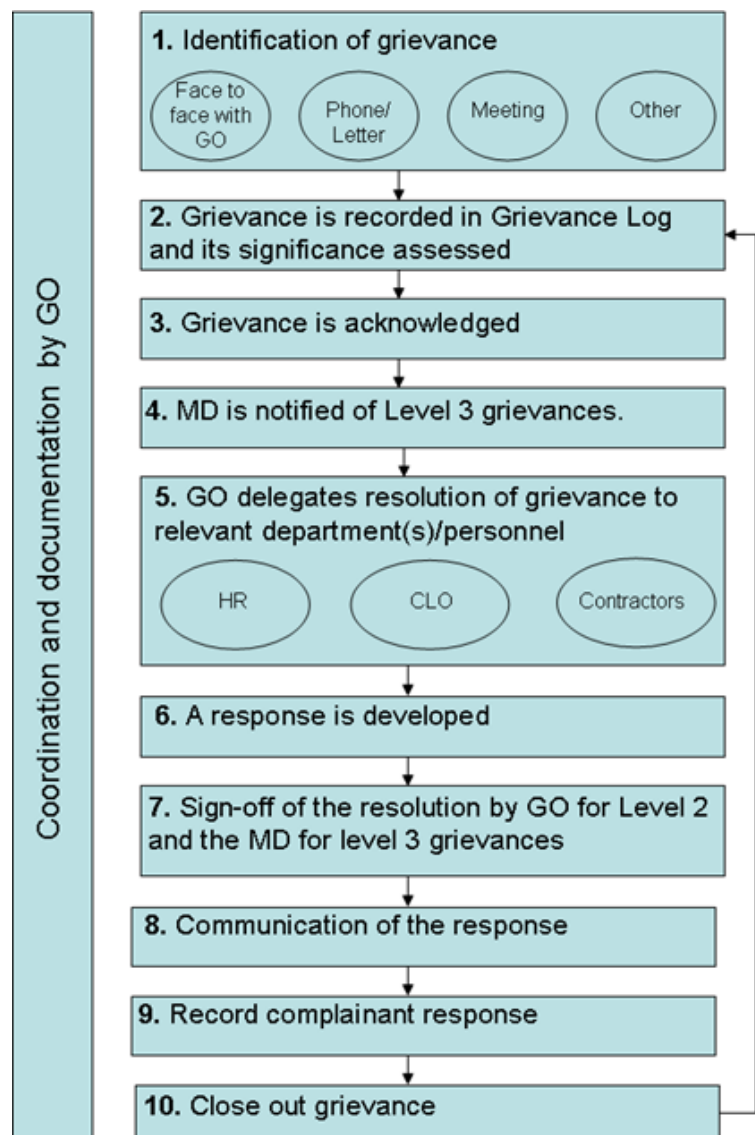 Coordination and documentation by GO
1. Identification of grievance
Face to
face with
GO
Phone/
Letter
Meeting
Other
2. Grievance is recorded in Grievance Log
and its significance assessed
3. Grievance is acknowledged
4. MD is notified of Level 3 grievances.
5. GO delegates resolution of grievance to
relevant department(s)/personnel
HR
CLO
Contractors
6. A response is developed
7. Sign-off of the resolution by GO for Level 2
and the MD for level 3 grievances
8. Communication of the response
9. Record complainant response
10. Close out grievance